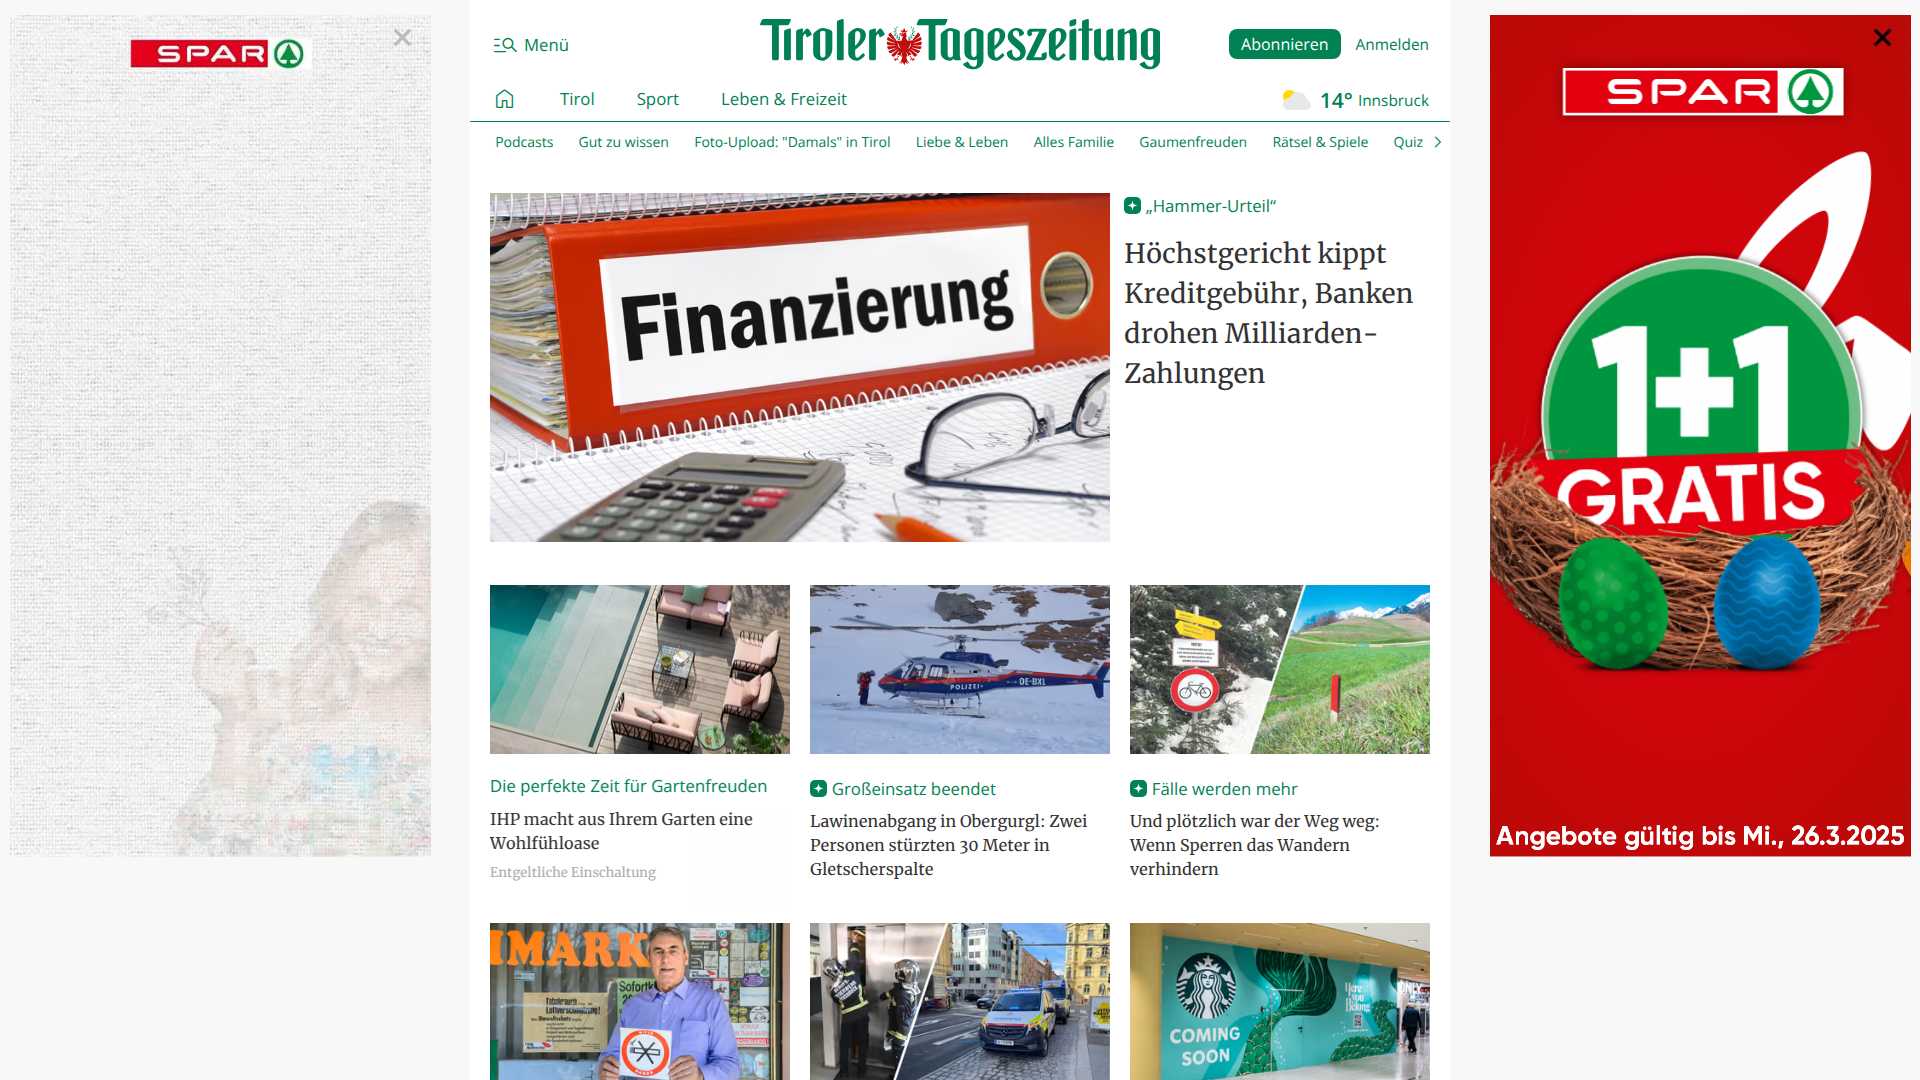 SPAR
Menü
Tiroler Tageszeitung
Abonnieren
Anmelden
Tirol
Sport
Leben & Freizeit
14° Innsbruck
Podcasts
Gut zu wissen
Foto-Upload: "Damals" in Tirol
Liebe & Leben
Alles Familie
Gaumenfreuden
Rätsel & Spiele
Quiz
Finanzierung
„Hammer-Urteil“
Höchstgericht kippt
Kreditgebühr, Banken
drohen Milliarden-
Zahlungen
POLIZEI
OE-BXL
Die perfekte Zeit für Gartenfreuden
IHP macht aus Ihrem Garten eine
Wohlfühloase
Entgeltliche Einschaltung
Großeinsatz beendet
Lawinenabgang in Obergurgl: Zwei
Personen stürzten 30 Meter in
Gletscherspalte
Fälle werden mehr
Und plötzlich war der Weg weg:
Wenn Sperren das Wandern
verhindern
IMARK
Sofort
COMING
SOON
Here
you
Belong
SPAR
1+1
GRATIS
Angebote gültig bis Mi., 26.3.2025